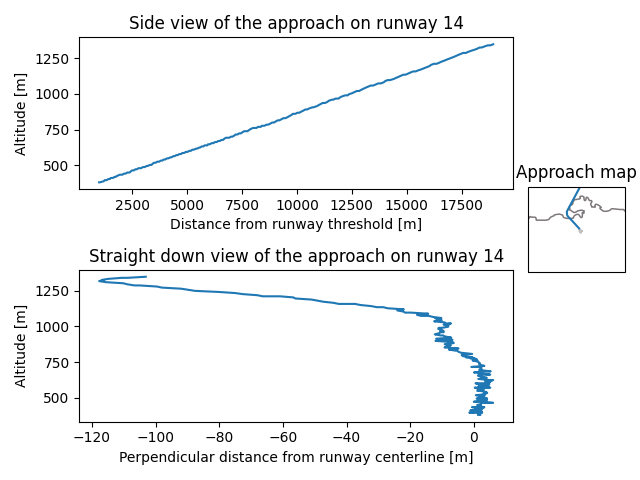 Side view of the approach on runway 14
1250
1000
750
500
Altitude [m]
2500 5000 7500 10000 12500 15000 17500
Distance from runway threshold [m]
Approach map
Straight down view of the approach on runway 14
1250
1000
750
500
Altitude [m]
−120 −100 −80 −60 −40 −20 0
Perpendicular distance from runway centerline [m]